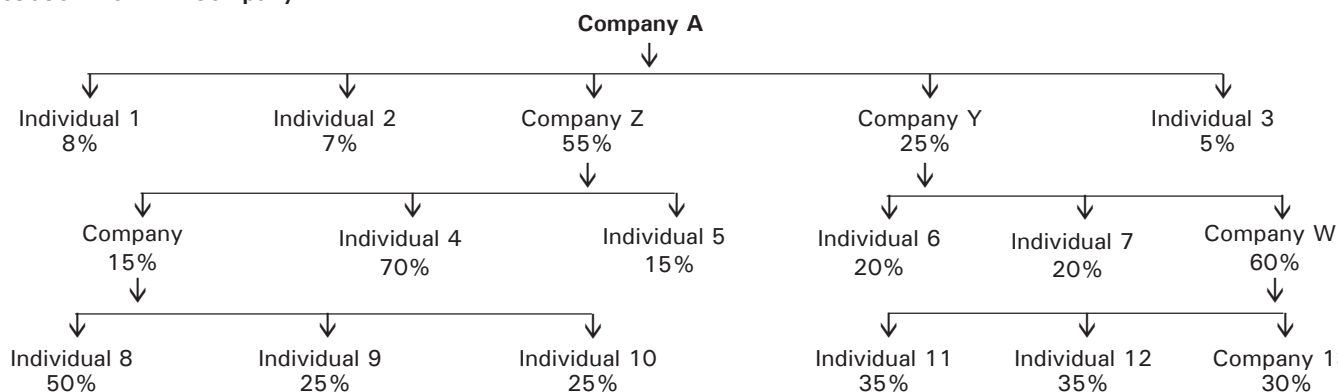 Company A
Individual 1 Individual 2 Company Z Company Y Individual 3
8% 7% 55% 25% 5%
Company Individual 4 Individual 5 Individual 6 Individual 7 Company W
15% 70% 15% 20% 20% 60%
Individual 8 Individual 9 Individual 10 Individual 11 Individual 12 Company
50% 25% 25% 35% 35% 30%